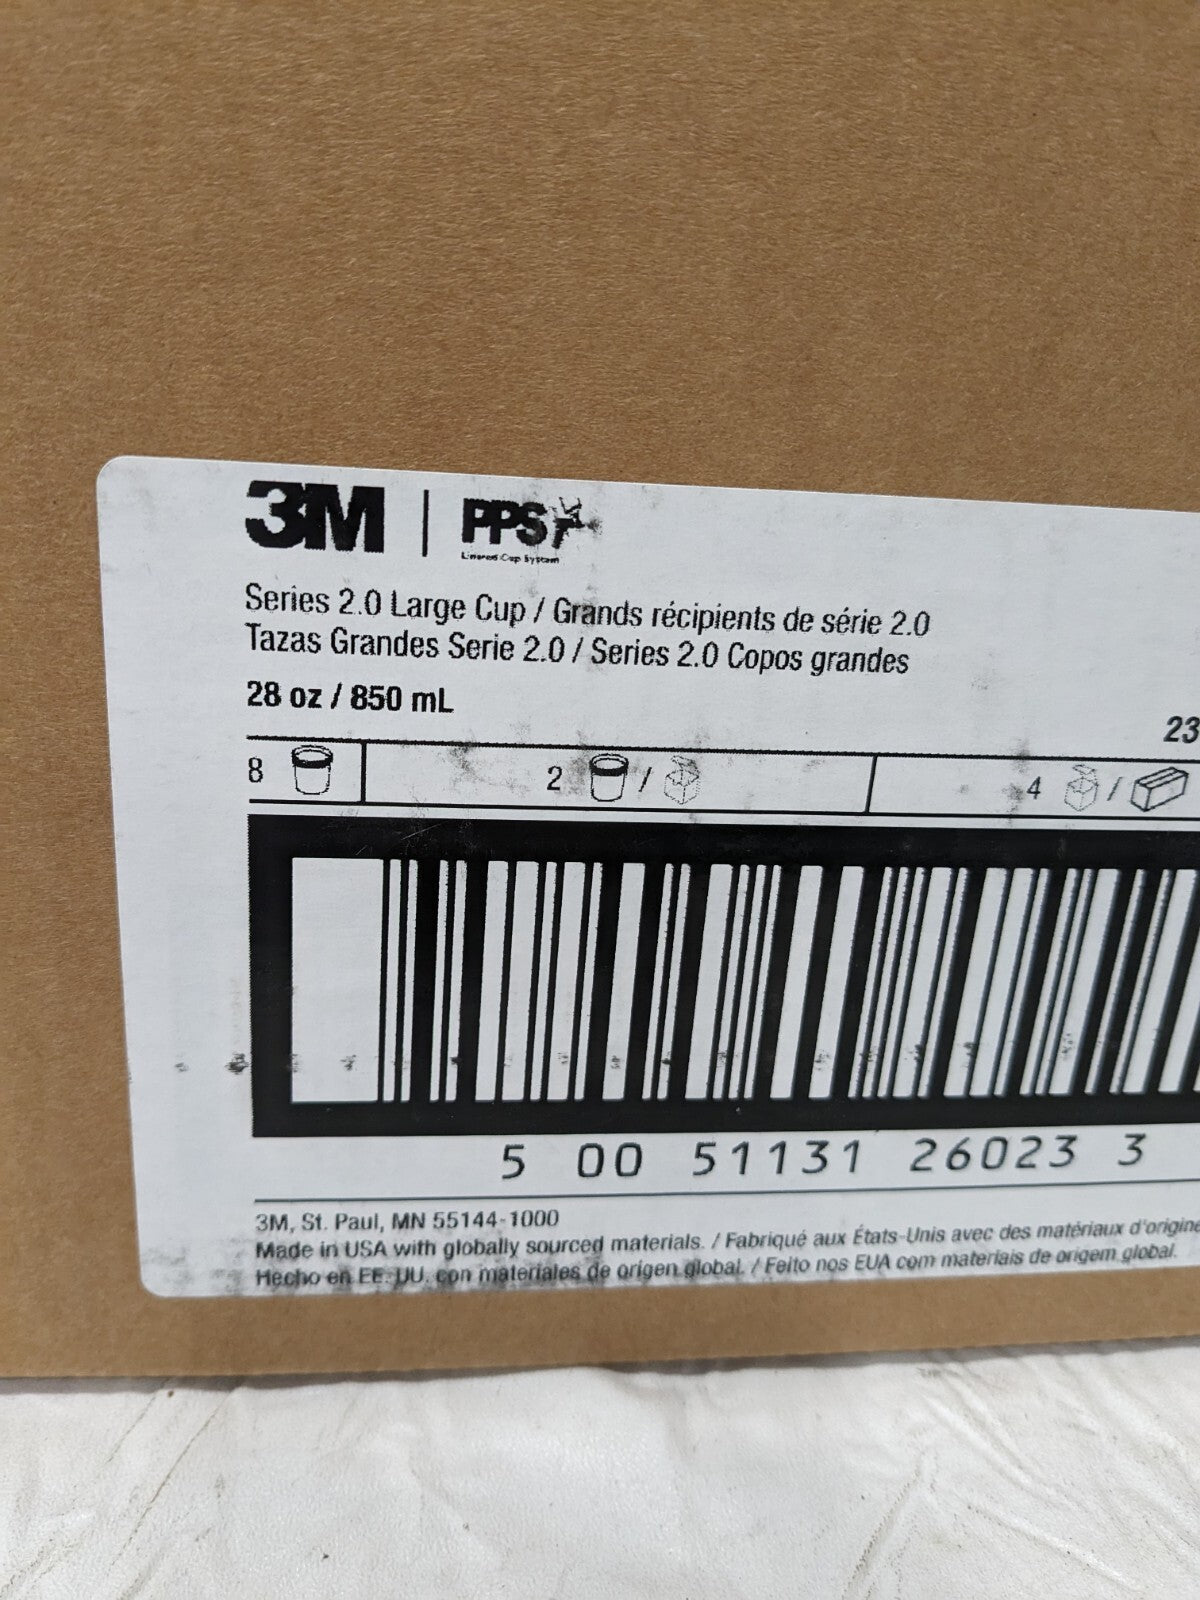 3M | PPS
Series 2.0 Large Cup / Grands récipients de série 2.0
Tazas Grandes Serie 2.0 / Series 2.0 Copos grandes
28 oz / 850 mL
23
8 2 / 4 /
5 00 51131 26023 3
3M, St. Paul, MN 55144-1000
Made in USA with globally sourced materials. / Fabriqué aux États-Unis avec des matériaux d'origine
Hecho en EE. UU. con materiales de origen global. / Feito nos EUA com materiais de origem global.